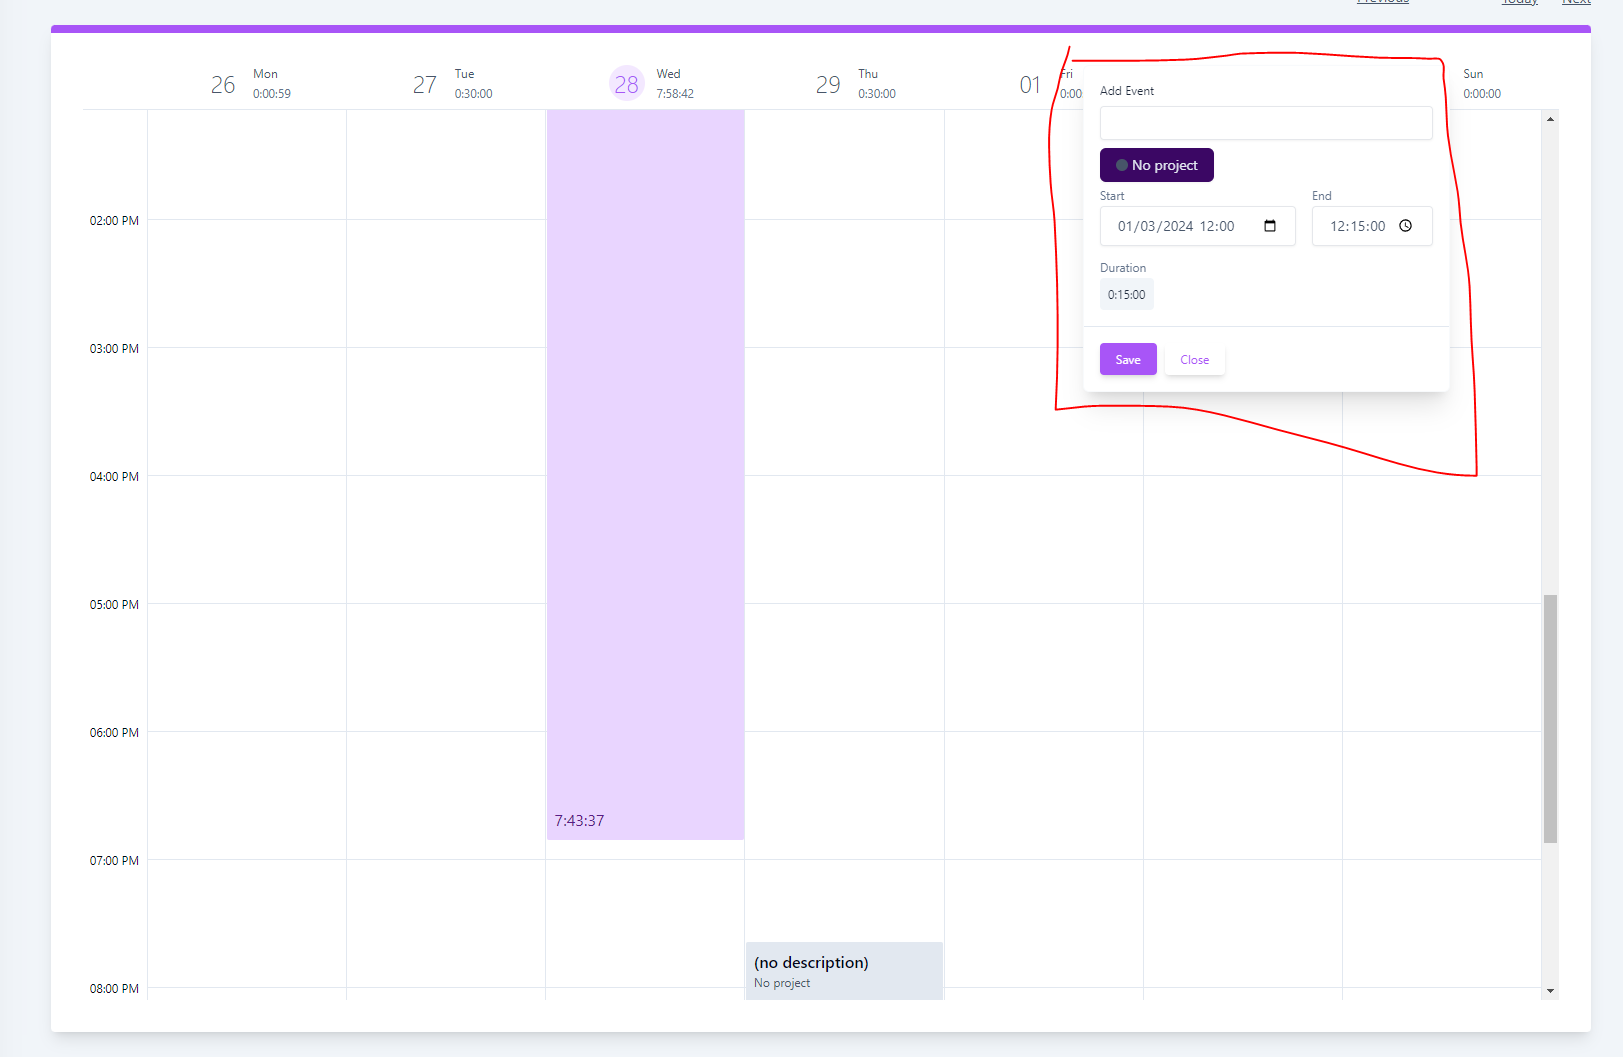 Previous Today Next
26 Mon 0:00:59
27 Tue 0:30:00
28 Wed 7:58:42
29 Thu 0:30:00
01 Fri 0:00
Sun 0:00:00
Add Event
No project
Start
End
01/03/2024 12:00
12:15:00
Duration
0:15:00
Save Close
02:00 PM
03:00 PM
04:00 PM
05:00 PM
06:00 PM
7:43:37
07:00 PM
(no description)
No project
08:00 PM